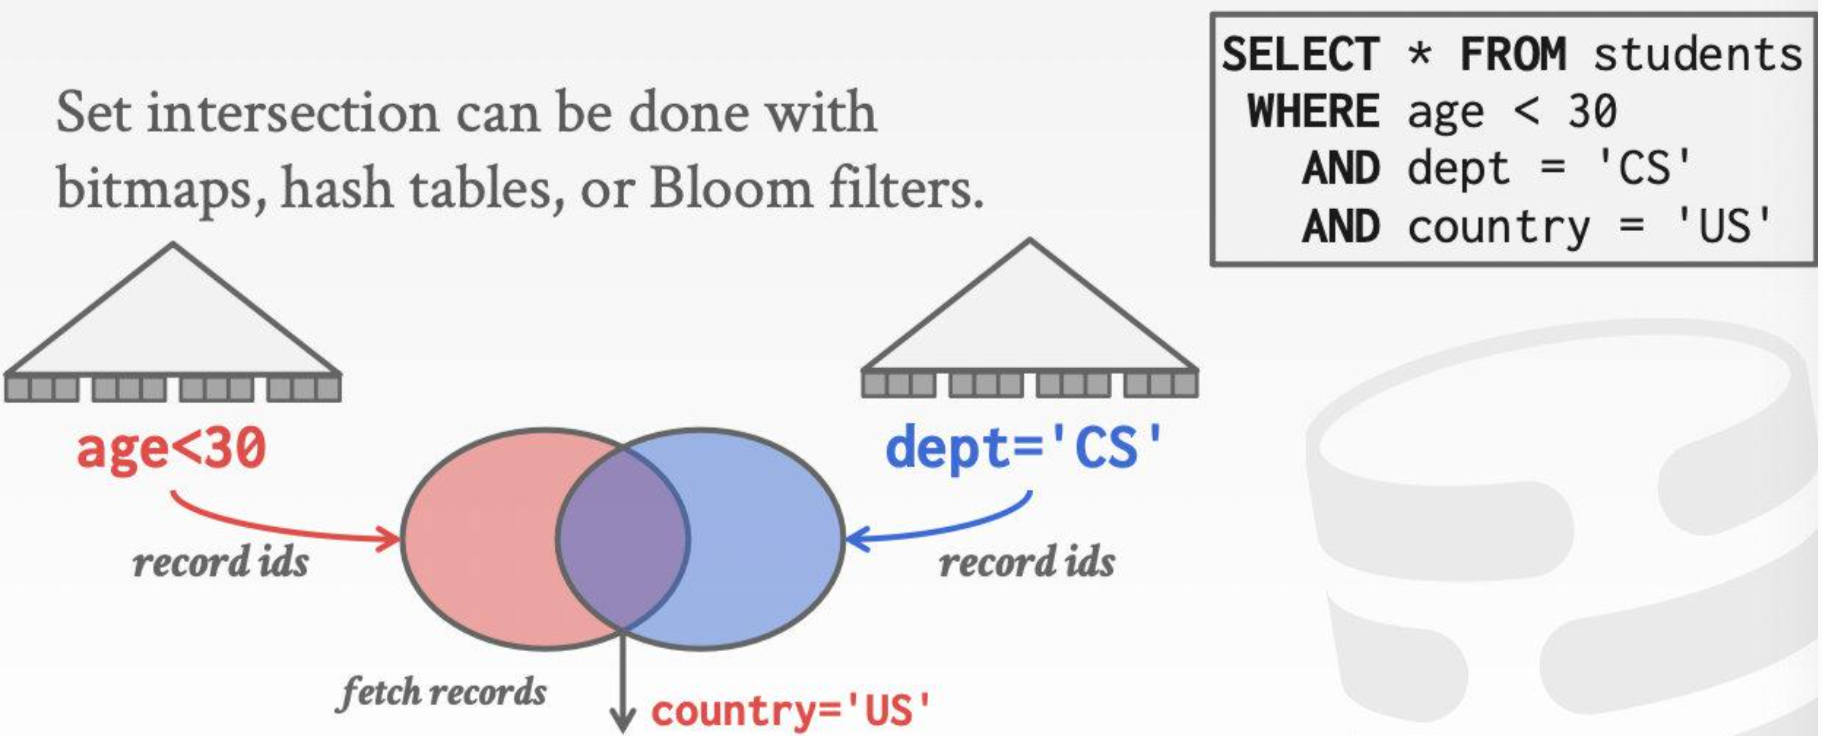 Set intersection can be done with
bitmaps, hash tables, or Bloom filters.
SELECT * FROM students
WHERE age < 30
AND dept = 'CS'
AND country = 'US'
age<30
dept='CS'
record ids
record ids
fetch records
country='US'